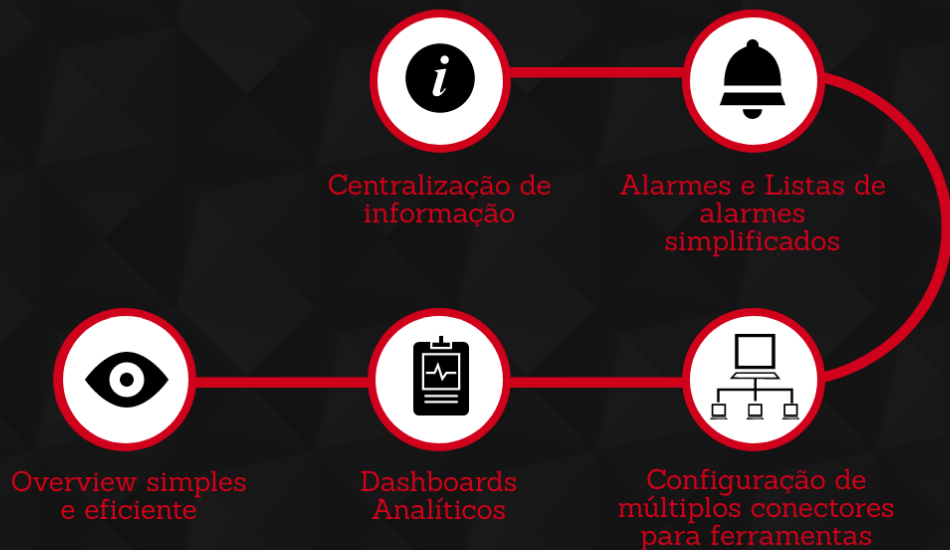 i
Centralização de
informação
Alarmes e Listas de
alarmes
simplificados
Overview simples
e eficiente
Dashboards
Analíticos
Configuração de
múltiplos conectores
para ferramentas